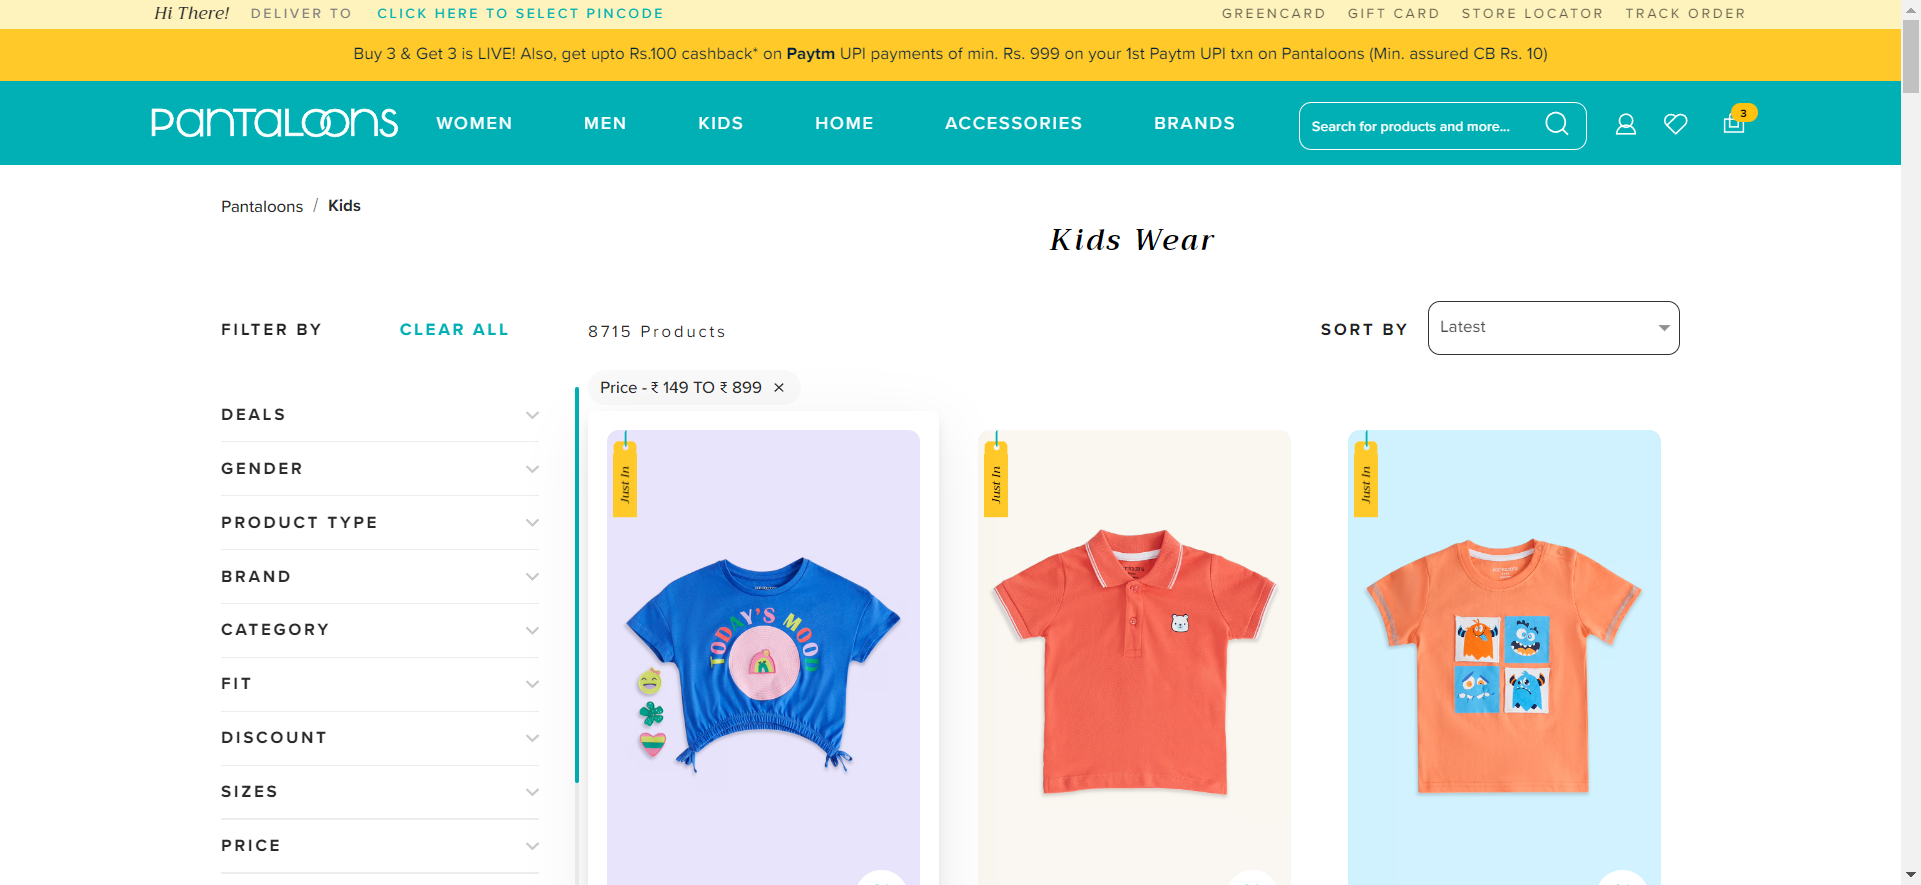 Hi There! DELIVER TO CLICK HERE TO SELECT PINCODE GREENCARD GIFT CARD STORE LOCATOR TRACK ORDER
Buy 3 & Get 3 is LIVE! Also, get upto Rs.100 cashback* on Paytm UPI payments of min. Rs. 999 on your 1st Paytm UPI txn on Pantaloons (Min. assured CB Rs. 10)
PANTALOONS WOMEN MEN KIDS HOME ACCESSORIES BRANDS Search for products and more... 3
Pantaloons / Kids
Kids Wear
FILTER BY CLEAR ALL 8715 Products SORT BY Latest
Price - ₹ 149 TO ₹ 899 ×
DEALS
GENDER
PRODUCT TYPE
BRAND
CATEGORY
FIT
DISCOUNT
SIZES
PRICE
Just In
TODAY'S MOOD
Just In
Just In